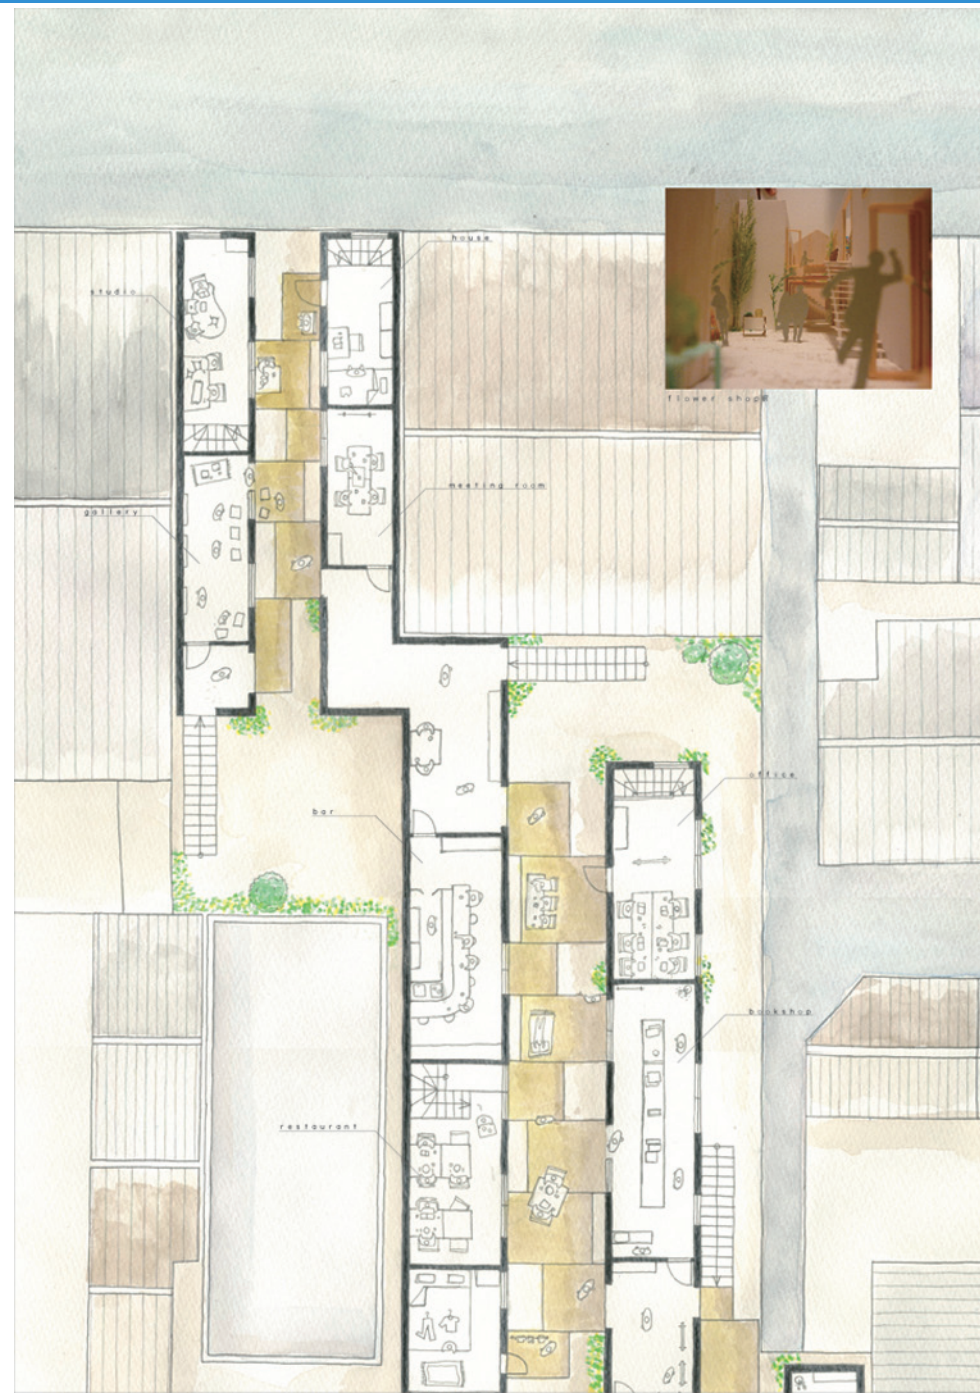 house
studio
flower shop
meeting room
gallery
office
bar
bookshop
restaurant